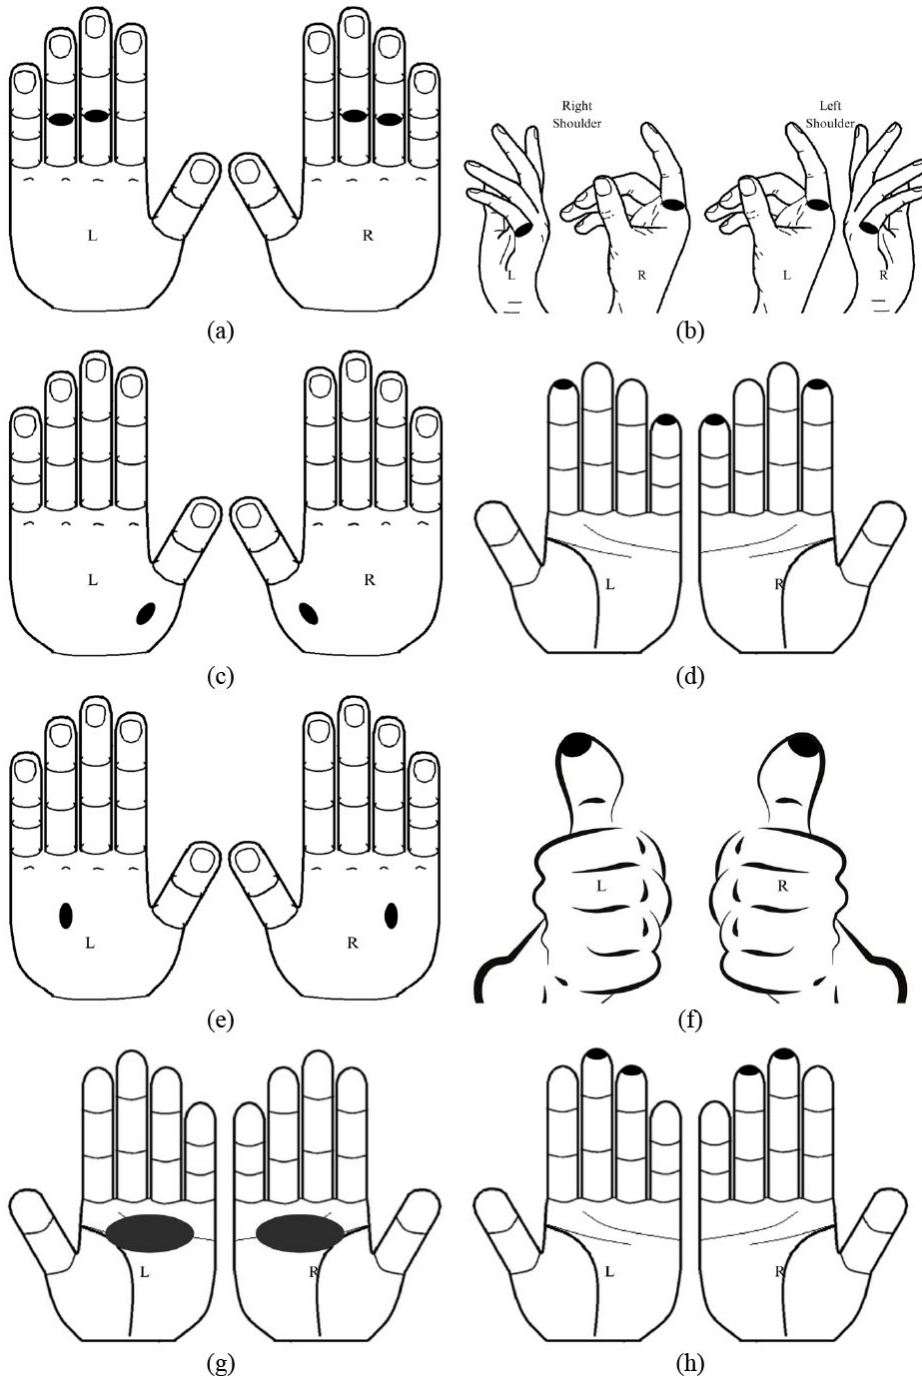 L R
Right
Shoulder
Left
Shoulder
L R L R
(a) (b)
L R
L R
(c) (d)
L R
L R
(e) (f)
L R
L R
(g) (h)